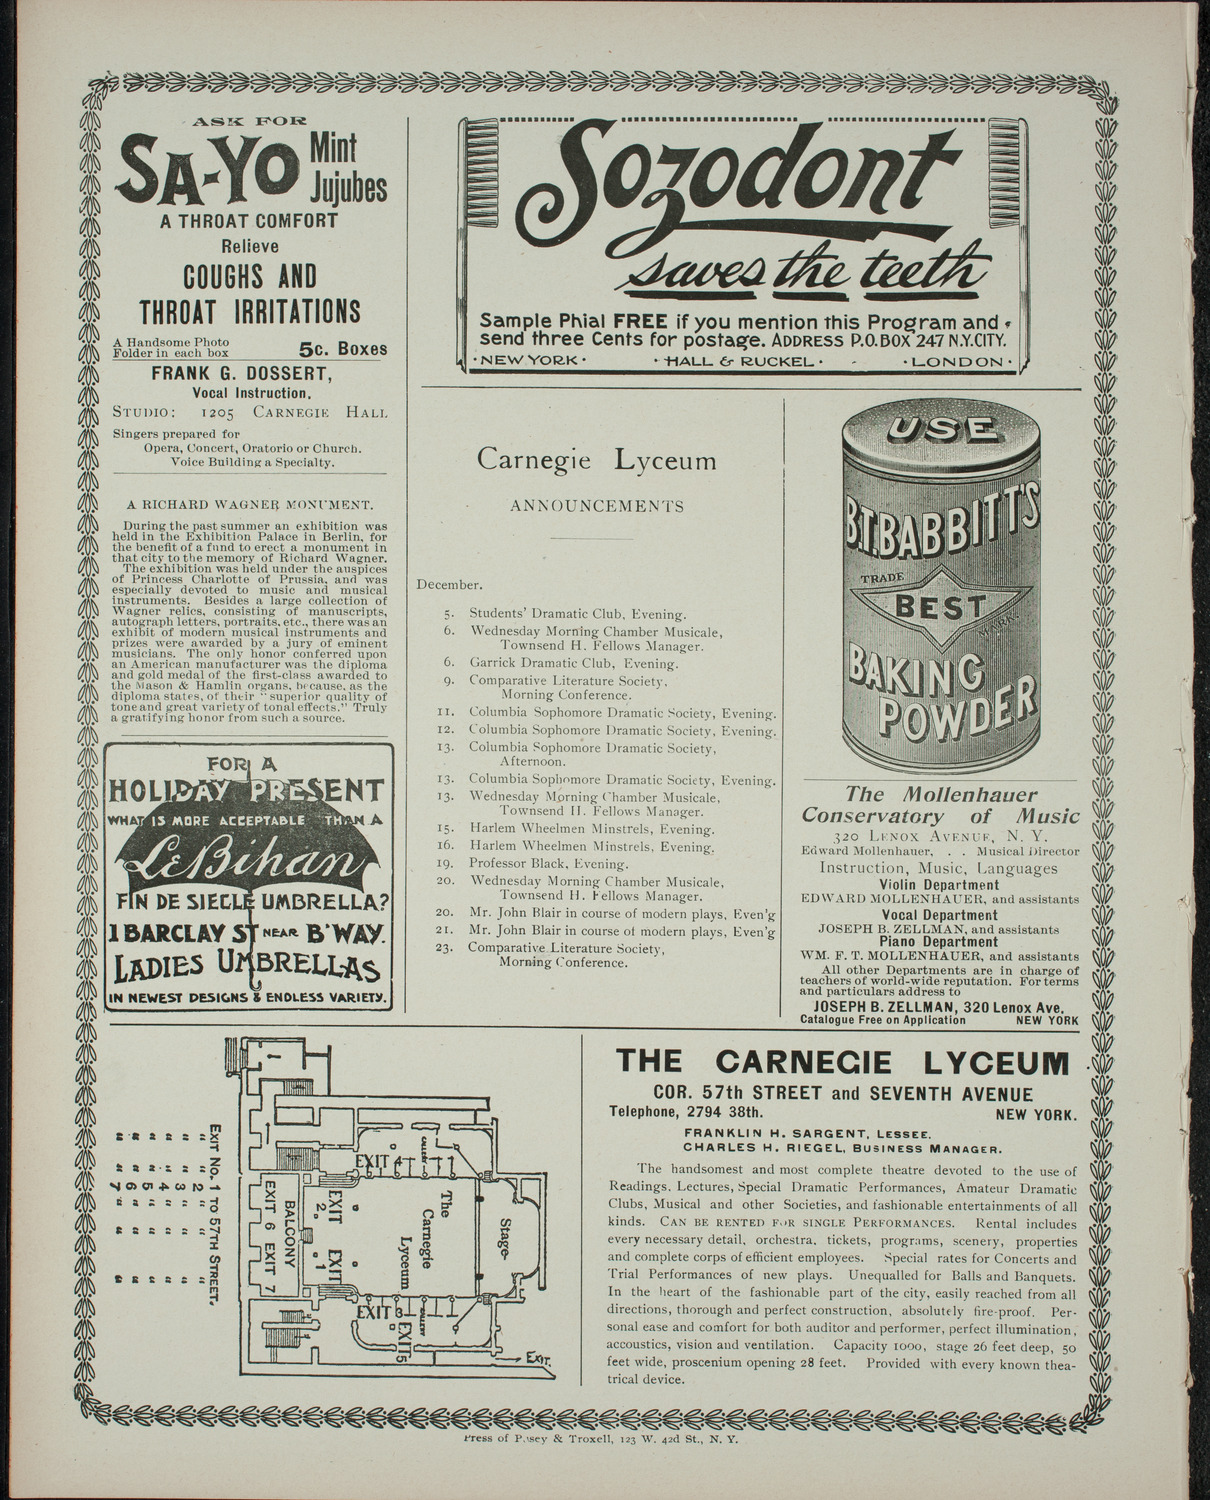 ASK FOR
SA-YO Mint Jujubes
A THROAT COMFORT
Relieve
COUGHS AND
THROAT IRRITATIONS
A Handsome Photo
Folder in each box
5c. Boxes
FRANK G. DOSSERT,
Vocal Instruction.
STUDIO: 1205 CARNEGIE HALL
Singers prepared for
Opera, Concert, Oratorio or Church.
Voice Building a Specialty.
A RICHARD WAGNER MONUMENT.
During the past summer an exhibition was
held in the Exhibition Palace in Berlin, for
the benefit of a fund to erect a monument in
that city to the memory of Richard Wagner.
The exhibition was held under the auspices
of Princess Charlotte of Prussia, and was
especially devoted to music and musical
instruments. Besides a large collection of
Wagner relics, consisting of manuscripts,
autograph letters, portraits, etc., there was an
exhibit of modern musical instruments and
prizes were awarded by a jury of eminent
musicians. The only honor conferred upon
an American manufacturer was the diploma
and gold medal of the first-class awarded to
the Mason & Hamlin organs, because, as the
diploma states, of their "superior quality of
tone and great variety of tonal effects." Truly
a gratifying honor from such a source.
FOR A
HOLIDAY PRESENT
WHAT IS MORE ACCEPTABLE THAN A
LeBihan
FIN DE SIECLE UMBRELLA?
1 BARCLAY ST NEAR B'WAY.
LADIES UMBRELLAS
IN NEWEST DESIGNS & ENDLESS VARIETY.
Sozodont
saves the teeth
Sample Phial FREE if you mention this Program and
send three Cents for postage. ADDRESS P.O. BOX 247 N.Y. CITY.
·NEW YORK· ·HALL & RUCKEL· ·LONDON·
Carnegie Lyceum
ANNOUNCEMENTS
December.
5. Students' Dramatic Club, Evening.
6. Wednesday Morning Chamber Musicale,
Townsend H. Fellows Manager.
6. Garrick Dramatic Club, Evening.
9. Comparative Literature Society,
Morning Conference.
11. Columbia Sophomore Dramatic Society, Evening.
12. Columbia Sophomore Dramatic Society, Evening.
13. Columbia Sophomore Dramatic Society,
Afternoon.
13. Columbia Sophomore Dramatic Society, Evening.
13. Wednesday Morning Chamber Musicale,
Townsend H. Fellows Manager.
15. Harlem Wheelmen Minstrels, Evening.
16. Harlem Wheelmen Minstrels, Evening.
19. Professor Black, Evening.
20. Wednesday Morning Chamber Musicale,
Townsend H. Fellows Manager.
20. Mr. John Blair in course of modern plays, Even'g
21. Mr. John Blair in course of modern plays, Even'g
23. Comparative Literature Society,
Morning Conference.
USE
B.T. BABBITT'S
TRADE
BEST
MARK.
BAKING
POWDER
The Mollenhauer
Conservatory of Music
320 LENOX AVENUE, N. Y.
Edward Mollenhauer, . . Musical Director
Instruction, Music, Languages
Violin Department
EDWARD MOLLENHAUER, and assistants
Vocal Department
JOSEPH B. ZELLMAN, and assistants
Piano Department
WM. F. T. MOLLENHAUER, and assistants
All other Departments are in charge of
teachers of world-wide reputation. For terms
and particulars address to
JOSEPH B. ZELLMAN, 320 Lenox Ave.
Catalogue Free on Application NEW YORK
EXIT No. 1 TO 57TH STREET.
" 2 " " "
" 3 " " "
" 4 " " "
" 5 " " "
" 6 " " "
" 7 " " "
EXIT 6 EXIT 7
BALCONY
EXIT 2
EXIT 1
EXIT 4
GALLERY
The
Carnegie
Lyceum
Stage
EXIT 3
EXIT 5
GALLERY
EXIT.
THE CARNEGIE LYCEUM
COR. 57th STREET and SEVENTH AVENUE
Telephone, 2794 38th. NEW YORK.
FRANKLIN H. SARGENT, LESSEE.
CHARLES H. RIEGEL, BUSINESS MANAGER.
The handsomest and most complete theatre devoted to the use of
Readings, Lectures, Special Dramatic Performances, Amateur Dramatic
Clubs, Musical and other Societies, and fashionable entertainments of all
kinds. CAN BE RENTED FOR SINGLE PERFORMANCES. Rental includes
every necessary detail, orchestra, tickets, programs, scenery, properties
and complete corps of efficient employees. Special rates for Concerts and
Trial Performances of new plays. Unequalled for Balls and Banquets.
In the heart of the fashionable part of the city, easily reached from all
directions, thorough and perfect construction, absolutely fire-proof. Per-
sonal ease and comfort for both auditor and performer, perfect illumination,
accoustics, vision and ventilation. Capacity 1000, stage 26 feet deep, 50
feet wide, proscenium opening 28 feet. Provided with every known thea-
trical device.
Press of Pusey & Troxell, 123 W. 42d St., N. Y.